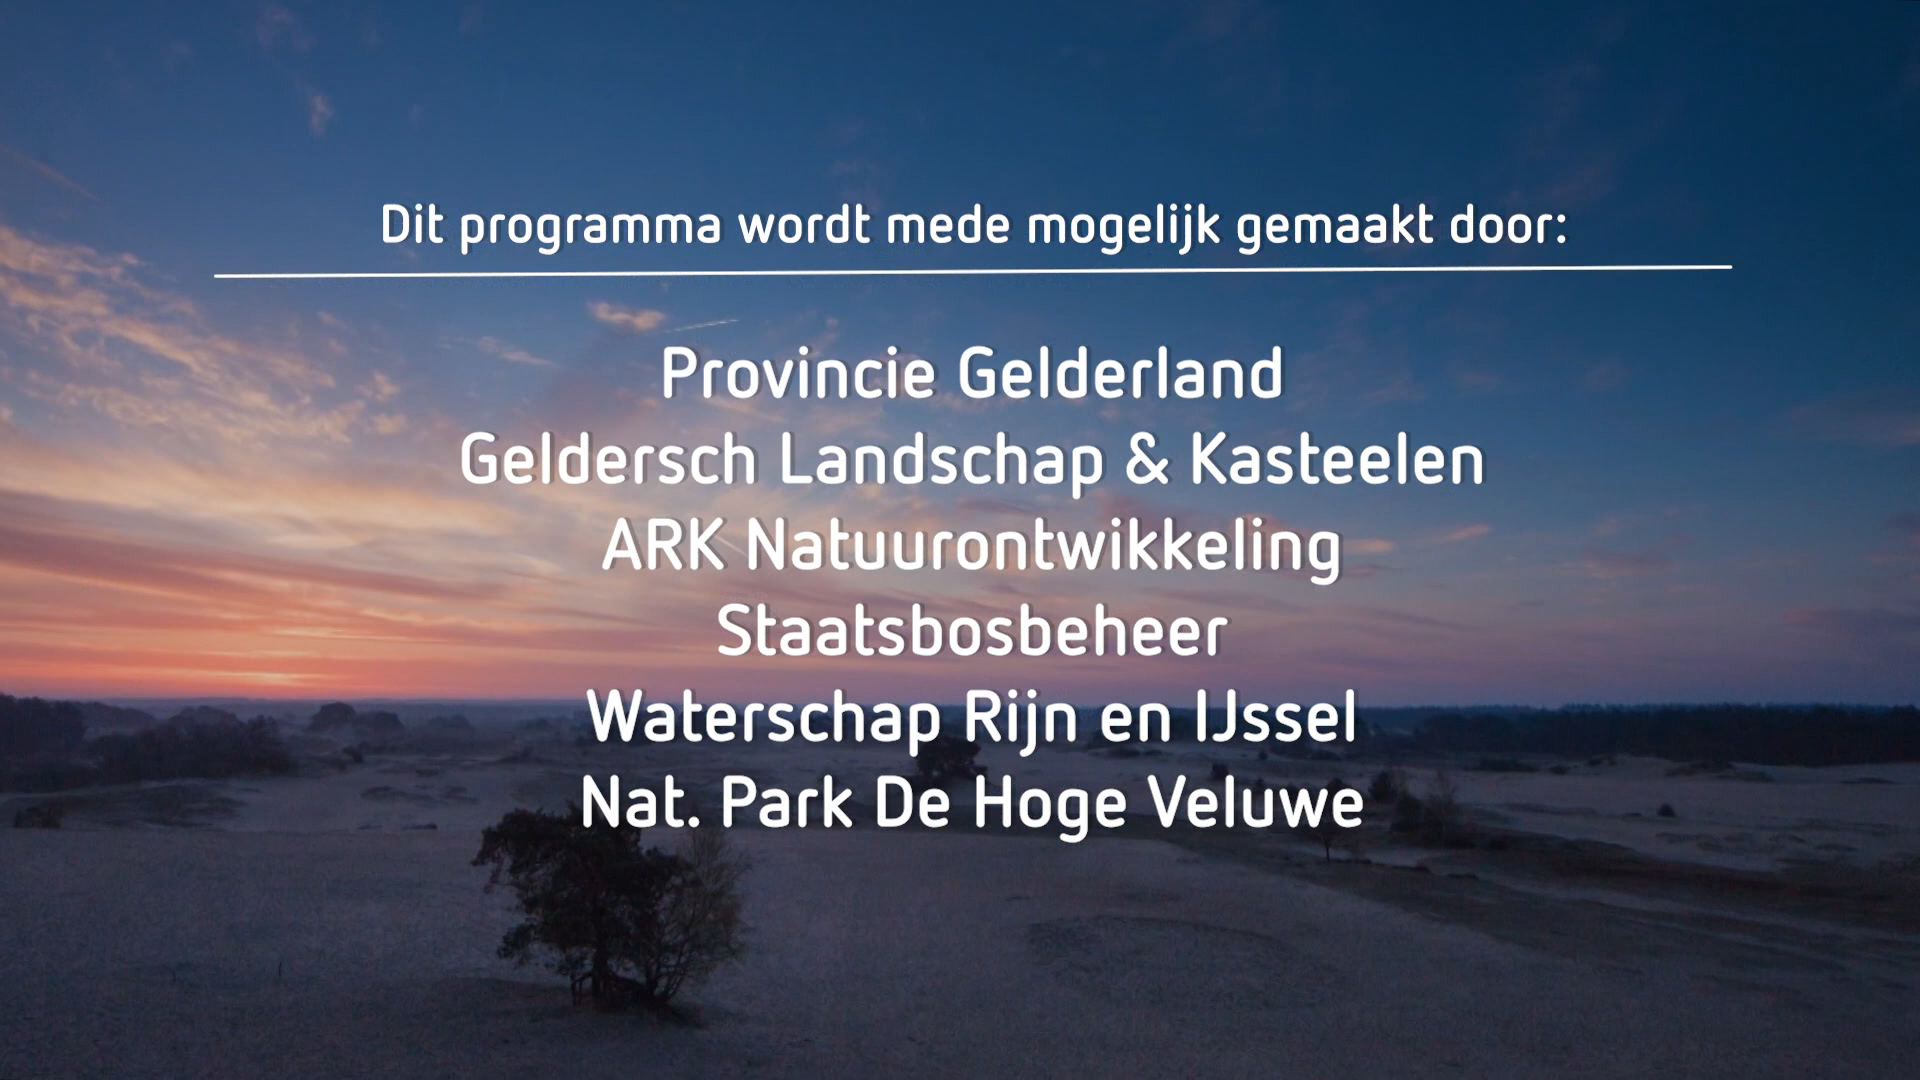 Dit programma wordt mede mogelijk gemaakt door:
Provincie Gelderland
Geldersch Landschap & Kasteelen
ARK Natuurontwikkeling
Staatsbosbeheer
Waterschap Rijn en IJssel
Nat. Park De Hoge Veluwe